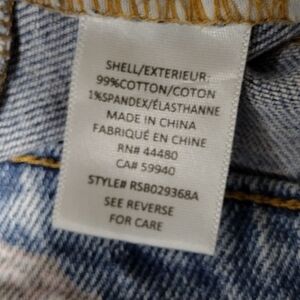 SHELL/EXTERIEUR:
99%COTTON/COTON
1%SPANDEX/ÉLASTHANNE
MADE IN CHINA
FABRIQUÉ EN CHINE
RN# 44480
CA# 59940
STYLE# RSB029368A
SEE REVERSE
FOR CARE